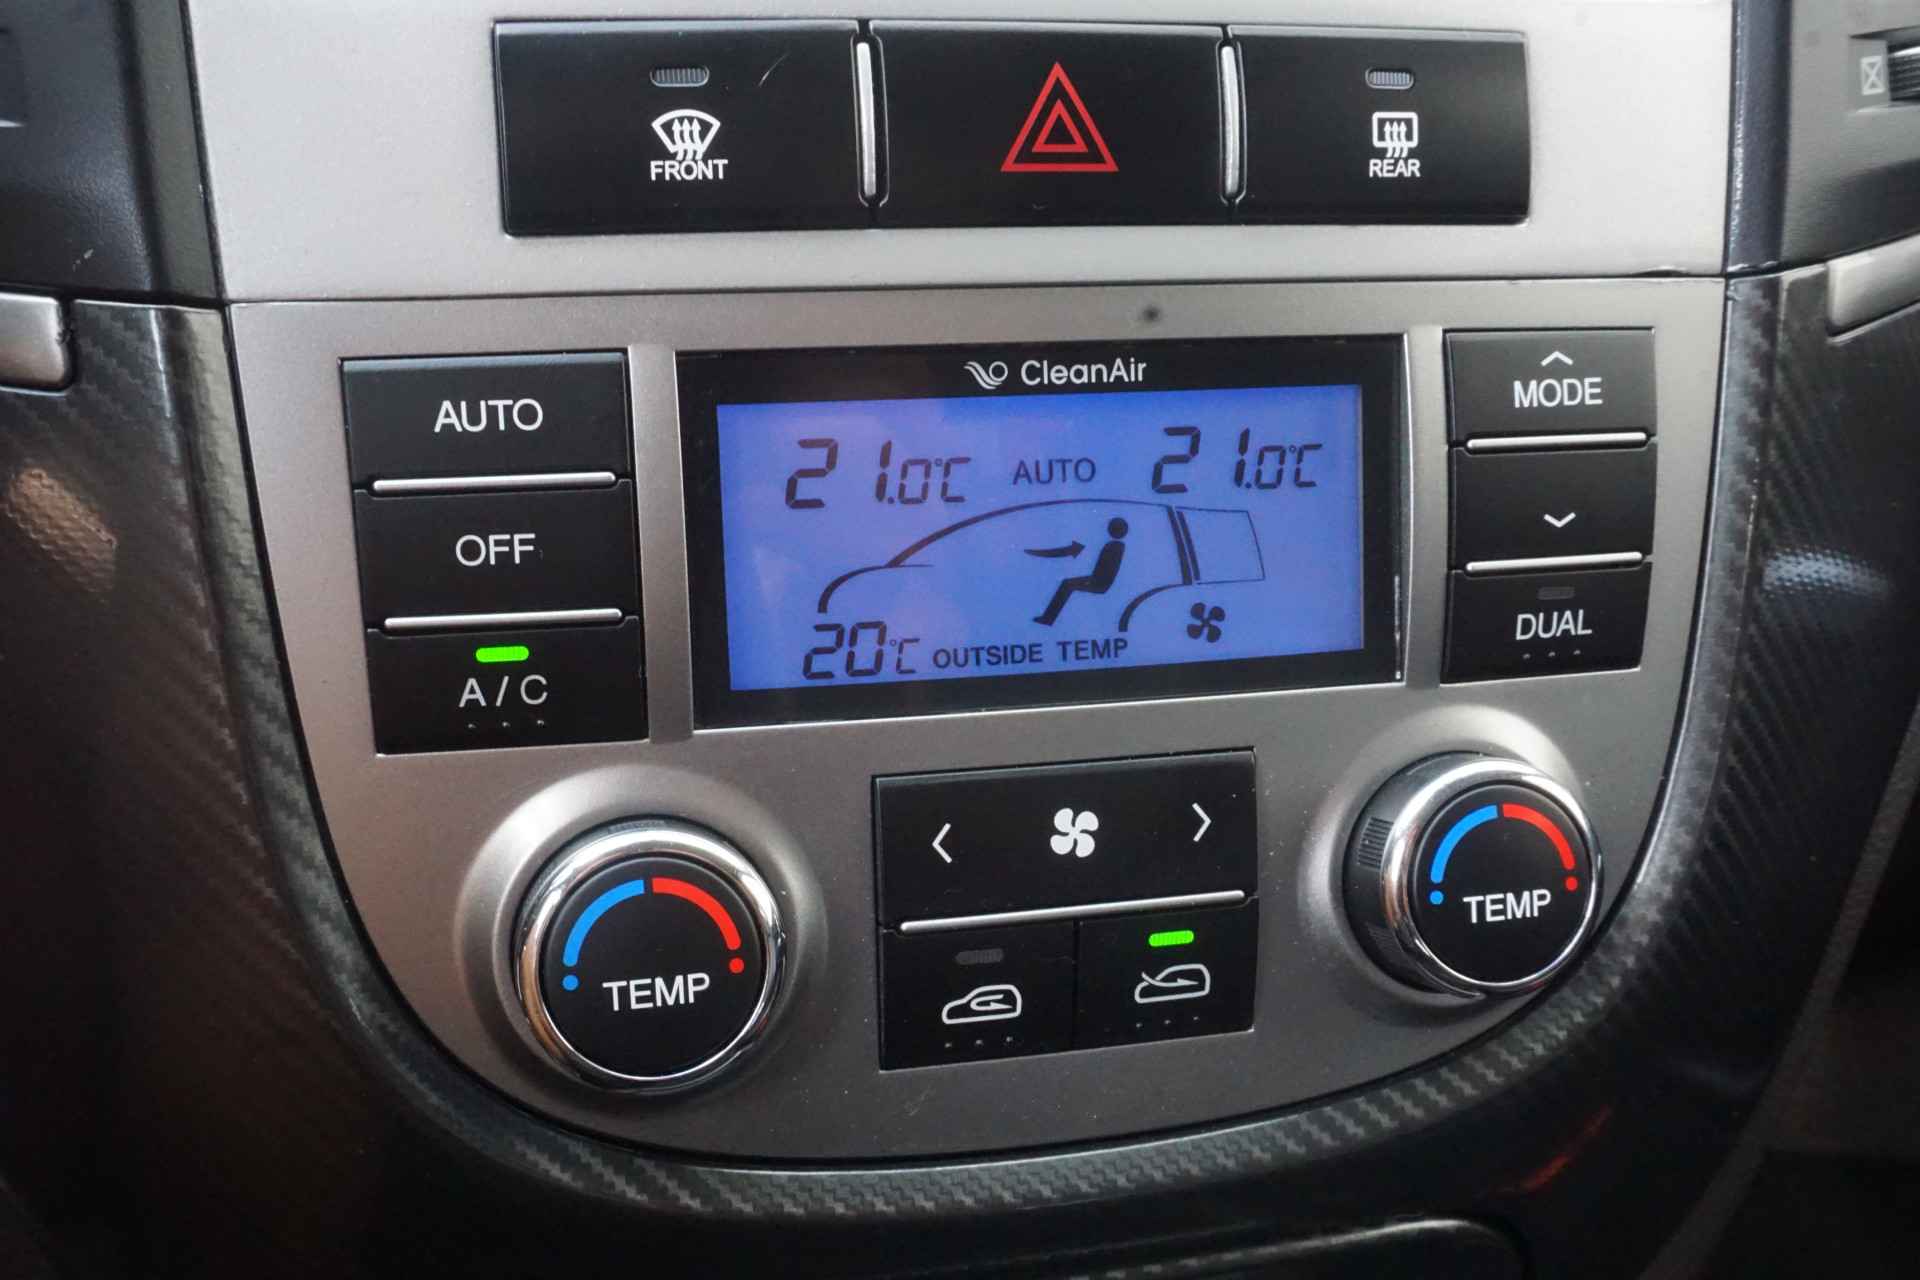 FRONT
REAR
CleanAir
AUTO
OFF
A/C
21.0°C AUTO 21.0°C
20°C OUTSIDE TEMP
MODE
DUAL
TEMP
TEMP